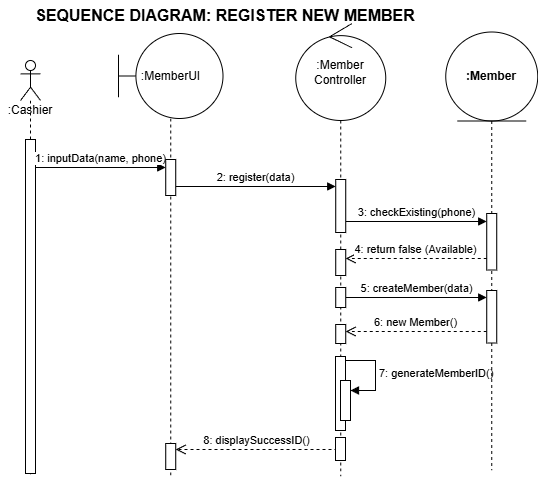 SEQUENCE DIAGRAM: REGISTER NEW MEMBER
:Cashier
:MemberUI
:Member
Controller
:Member
1: inputData(name, phone)
2: register(data)
3: checkExisting(phone)
4: return false (Available)
5: createMember(data)
6: new Member()
7: generateMemberID()
8: displaySuccessID()